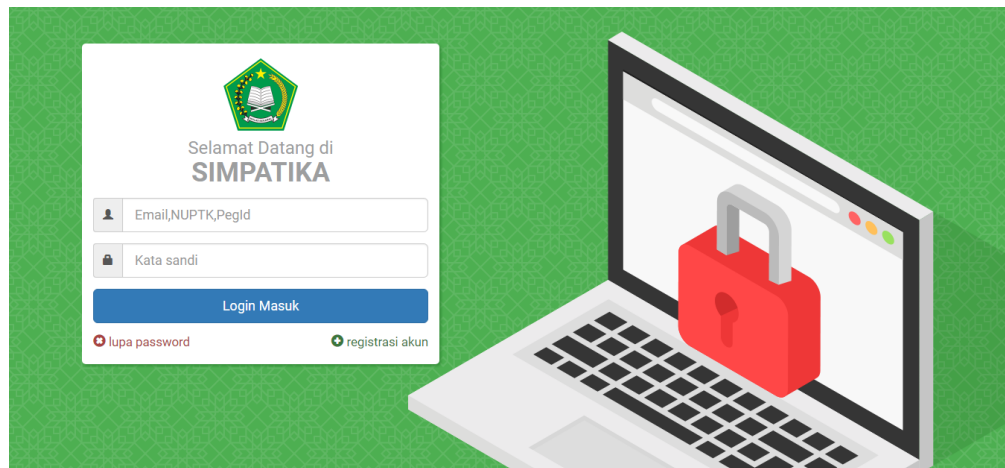 Selamat Datang di
SIMPATIKA
Email,NUPTK,PegId
Kata sandi
Login Masuk
lupa password
registrasi akun